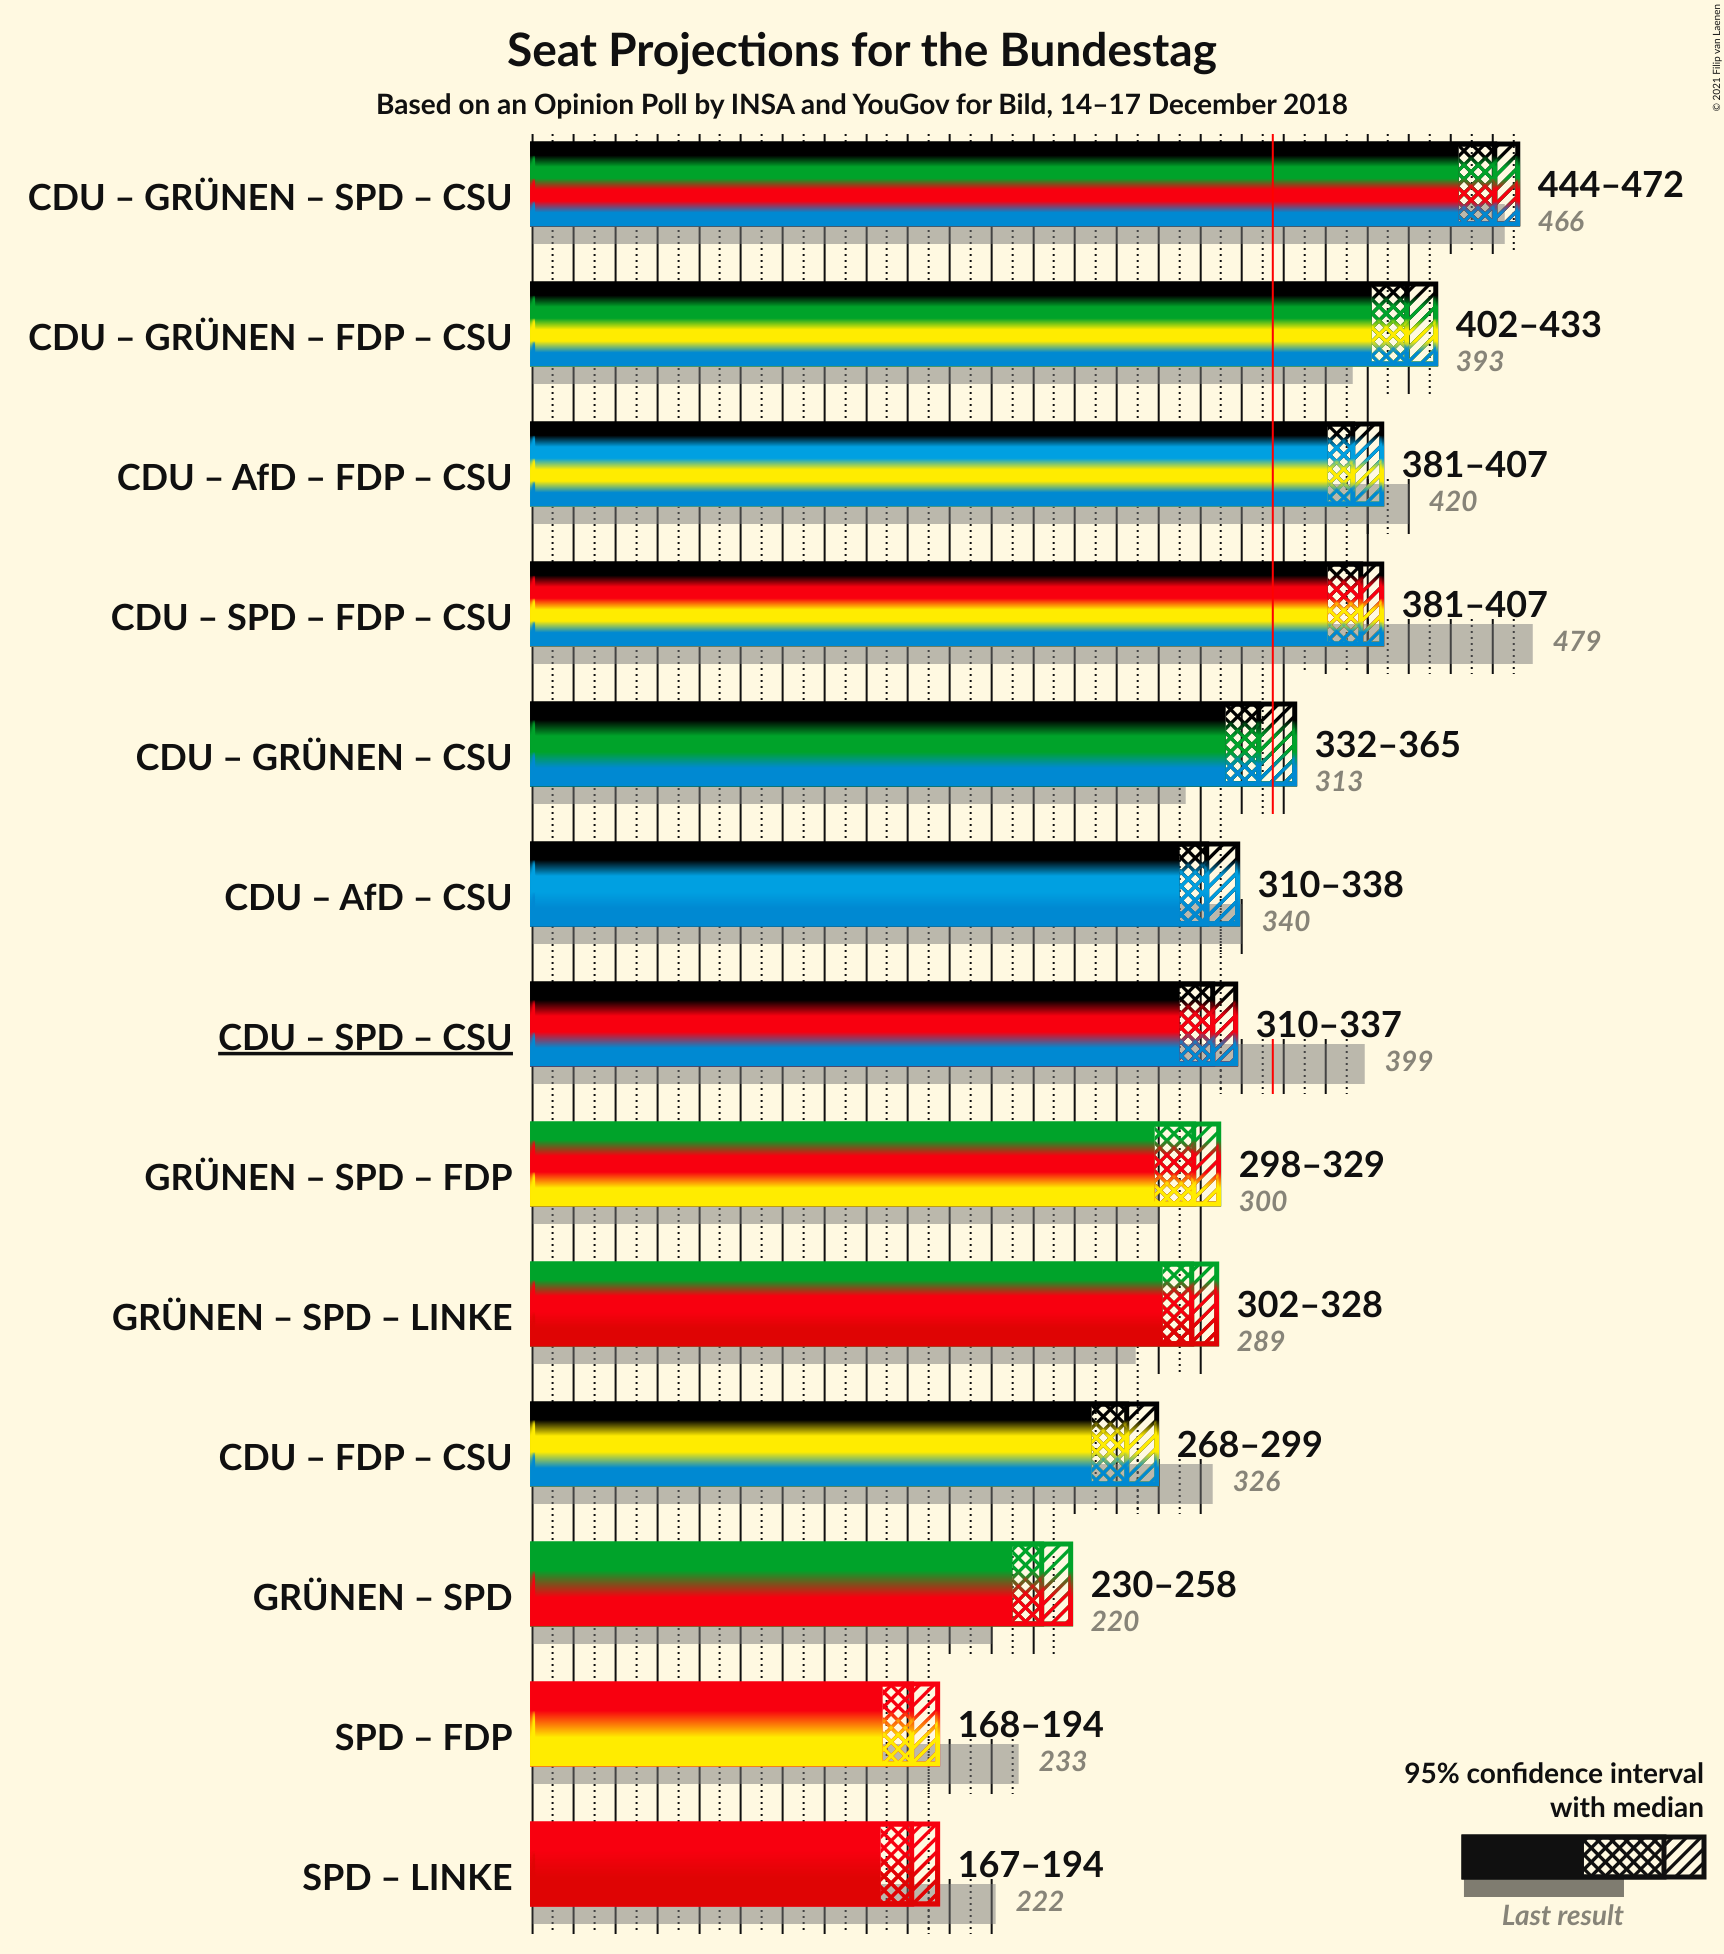 Seat Projections for the Bundestag
Based on an Opinion Poll by INSA and YouGov for Bild, 14–17 December 2018
© 2021 Filip van Laenen
CDU – GRÜNEN – SPD – CSU
444–472
466
CDU – GRÜNEN – FDP – CSU
402–433
393
CDU – AfD – FDP – CSU
381–407
420
CDU – SPD – FDP – CSU
381–407
479
CDU – GRÜNEN – CSU
332–365
313
CDU – AfD – CSU
310–338
340
CDU – SPD – CSU
310–337
399
GRÜNEN – SPD – FDP
298–329
300
GRÜNEN – SPD – LINKE
302–328
289
CDU – FDP – CSU
268–299
326
GRÜNEN – SPD
230–258
220
SPD – FDP
168–194
233
SPD – LINKE
167–194
222
95% confidence interval
with median
Last result